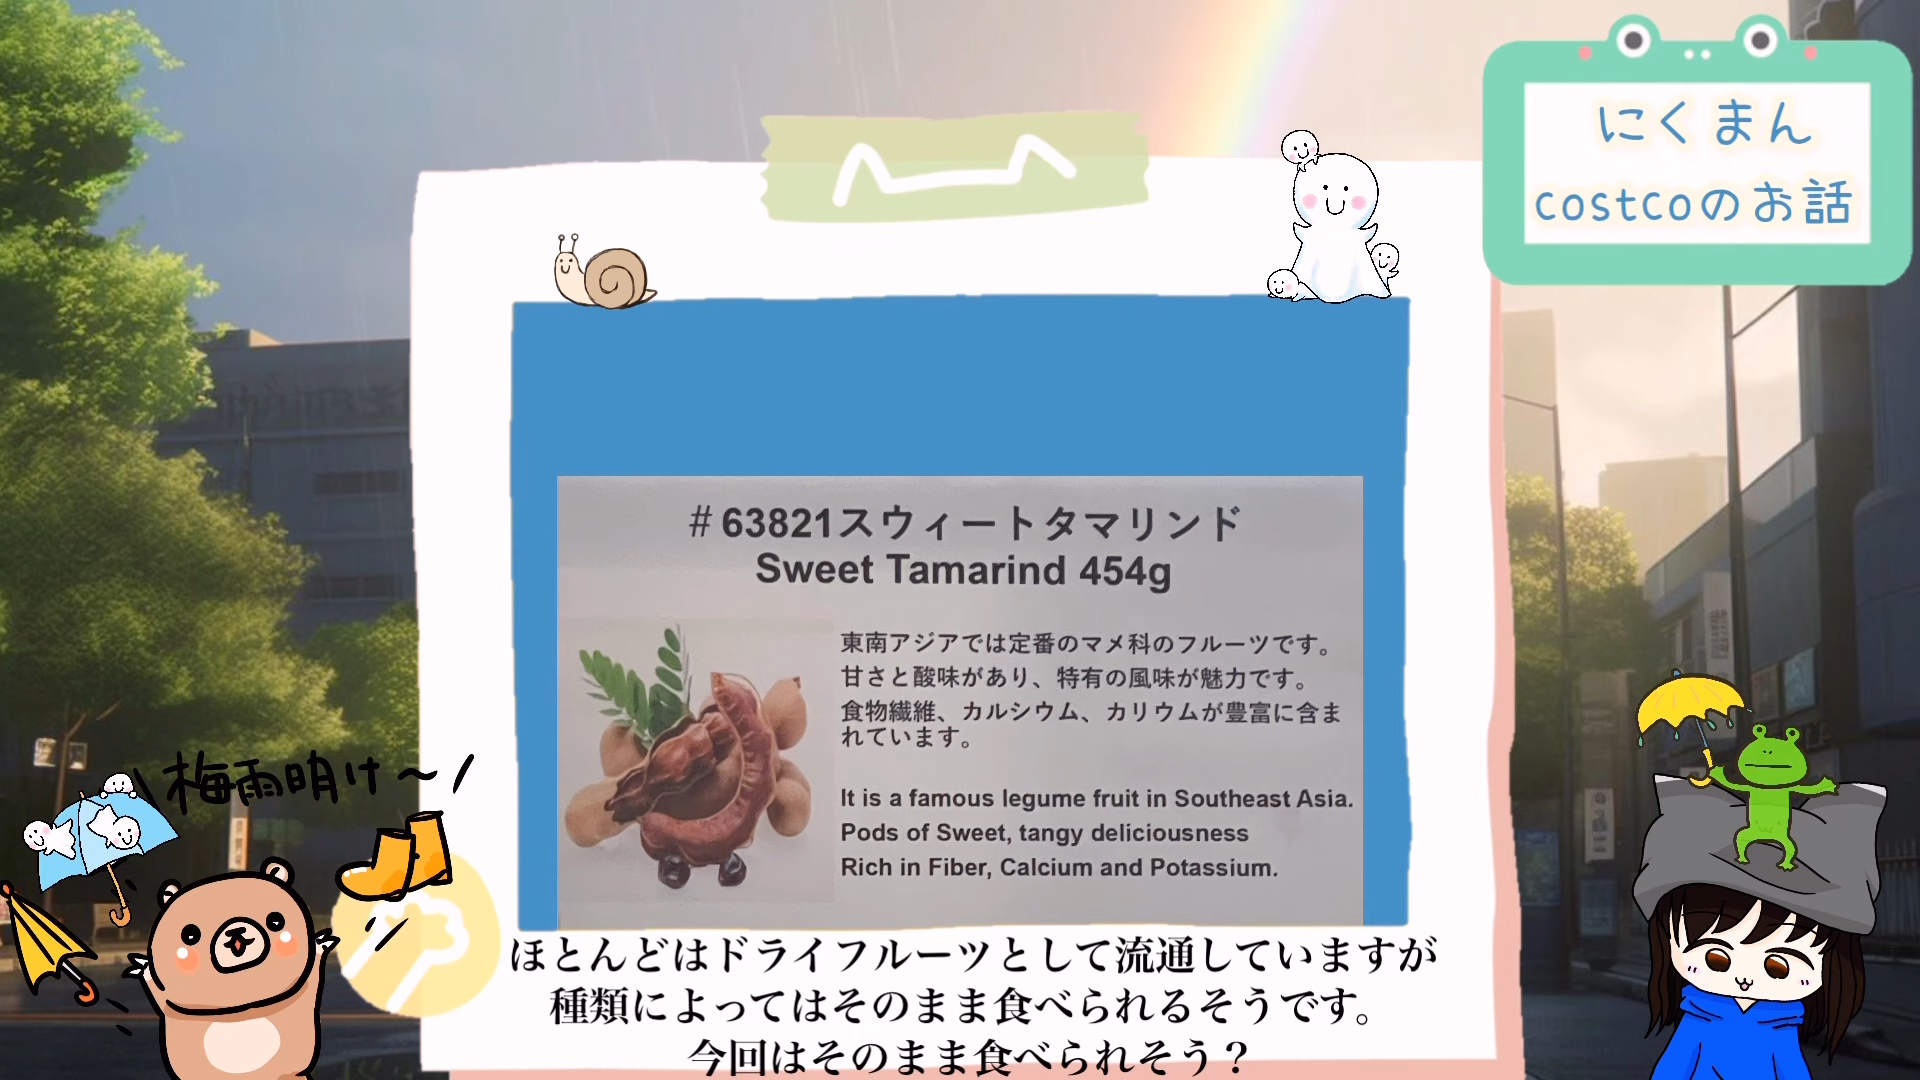 にくまん
costcoのお話
＃63821スウィートタマリンド
Sweet Tamarind 454g
東南アジアでは定番のマメ科のフルーツです。
甘さと酸味があり、特有の風味が魅力です。
食物繊維、カルシウム、カリウムが豊富に含ま
れています。
It is a famous legume fruit in Southeast Asia.
Pods of Sweet, tangy deliciousness
Rich in Fiber, Calcium and Potassium.
梅雨明け～
ほとんどはドライフルーツとして流通していますが
種類によってはそのまま食べられるそうです。
今回はそのまま食べられそう？